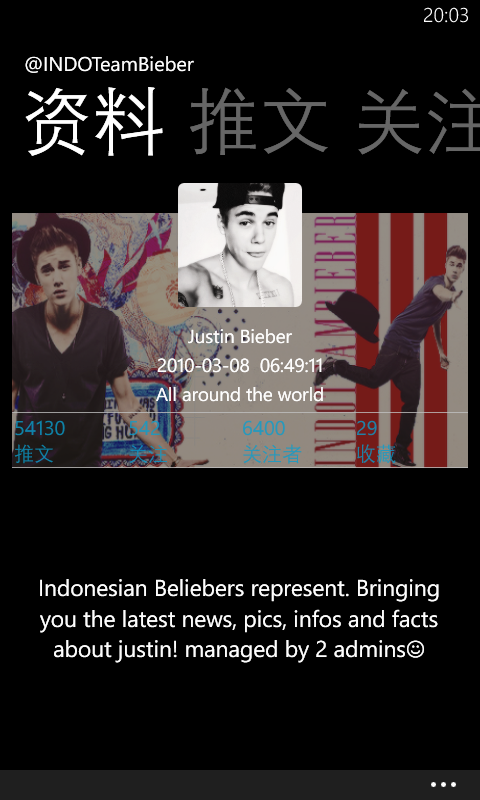 20:03
@INDOTeamBieber
资料 推文 关注
Justin Bieber
2010-03-08 06:49:11
All around the world
54130 542 6400 29
推文 关注 关注者 收藏
Indonesian Beliebers represent. Bringing
you the latest news, pics, infos and facts
about justin! managed by 2 admins☺